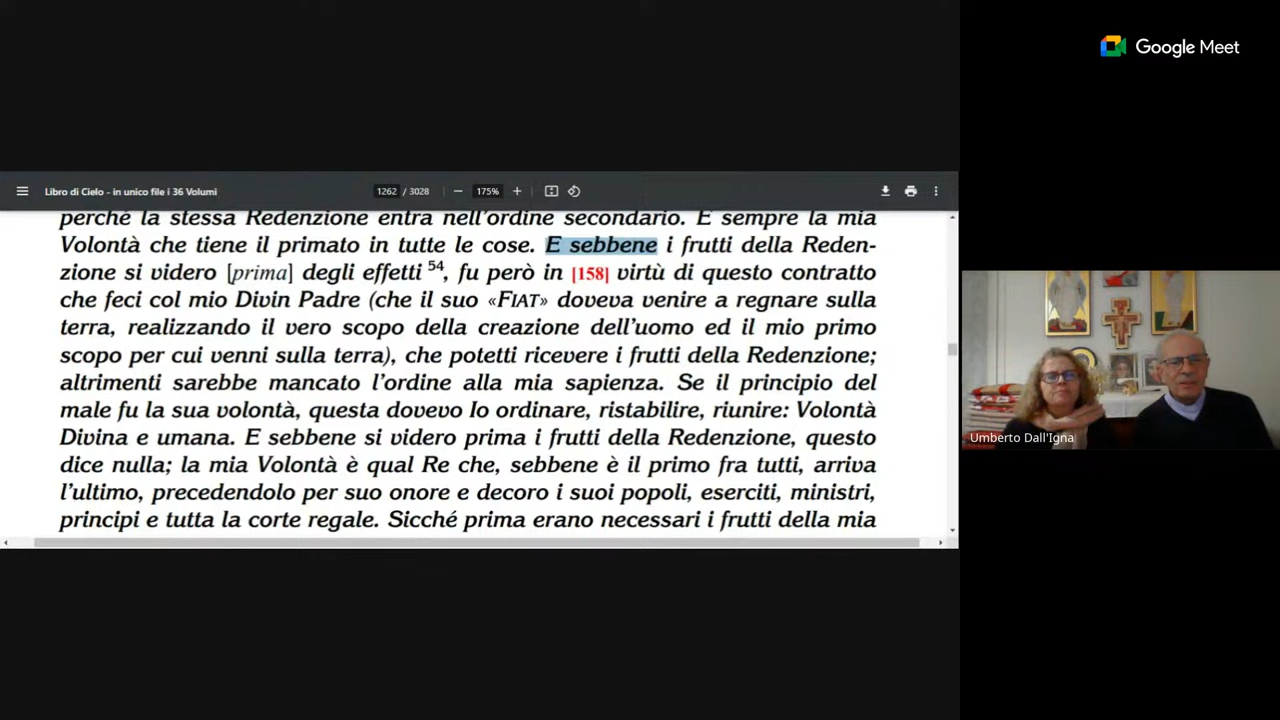 Google Meet
Libro di Cielo - in unico file i 36 Volumi
1262 / 3028
175%
perché la stessa Redenzione entra nell'ordine secondario. È sempre la mia
Volontà che tiene il primato in tutte le cose. E sebbene i frutti della Reden-
zione si videro [prima] degli effetti 54, fu però in [158] virtù di questo contratto
che feci col mio Divin Padre (che il suo «FIAT» doveva venire a regnare sulla
terra, realizzando il vero scopo della creazione dell'uomo ed il mio primo
scopo per cui venni sulla terra), che potetti ricevere i frutti della Redenzione;
altrimenti sarebbe mancato l'ordine alla mia sapienza. Se il principio del
male fu la sua volontà, questa dovevo Io ordinare, ristabilire, riunire: Volontà
Divina e umana. E sebbene si videro prima i frutti della Redenzione, questo
dice nulla; la mia Volontà è qual Re che, sebbene è il primo fra tutti, arriva
l'ultimo, precedendolo per suo onore e decoro i suoi popoli, eserciti, ministri,
principi e tutta la corte regale. Sicché prima erano necessari i frutti della mia
Umberto Dall'Igna